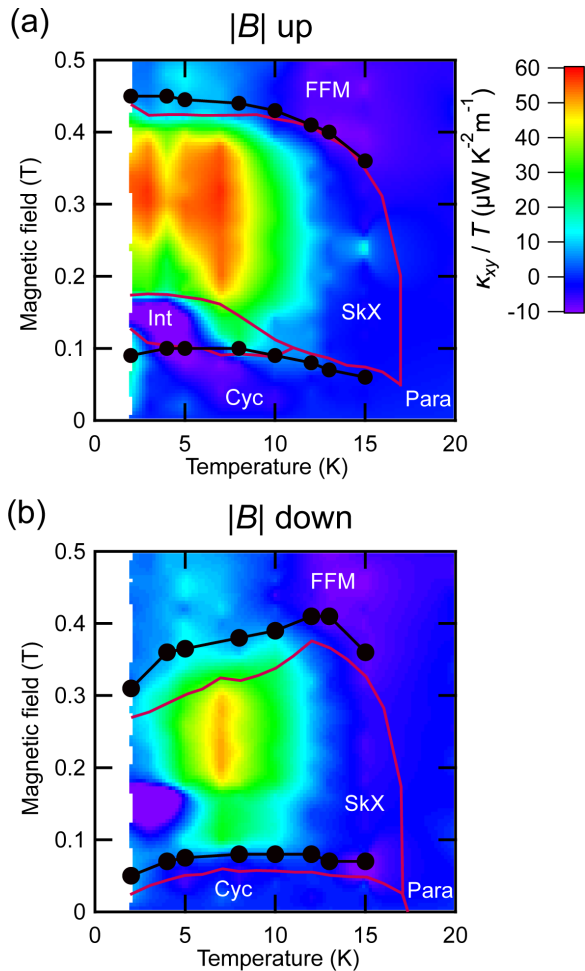 (a)
|B| up
0.5
0.4
0.3
0.2
0.1
0
Magnetic field (T)
FFM
Int
SkX
Cyc
Para
0
5
10
15
20
Temperature (K)
60
50
40
30
20
10
0
-10
κxy / T (μW K⁻² m⁻¹)
(b)
|B| down
0.5
0.4
0.3
0.2
0.1
0
Magnetic field (T)
FFM
SkX
Cyc
Para
0
5
10
15
20
Temperature (K)